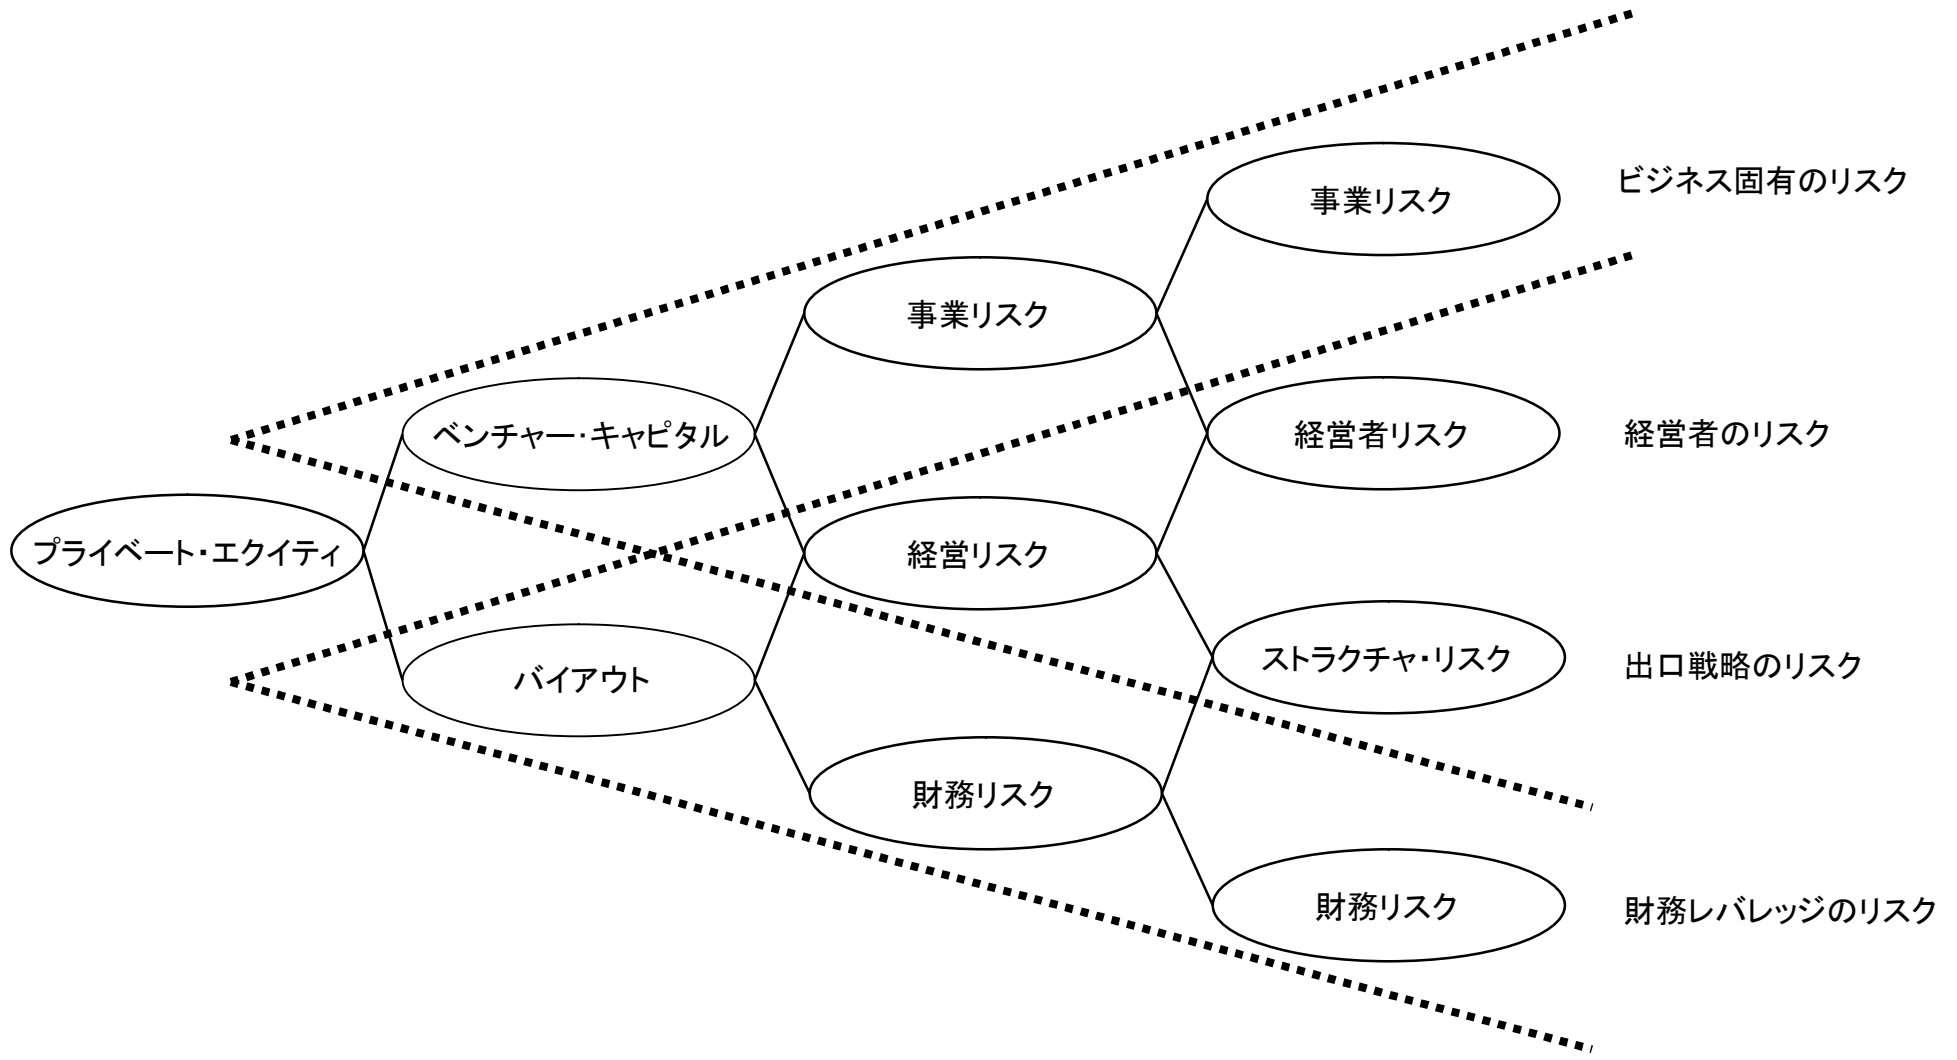 ビジネス固有のリスク
事業リスク
事業リスク
ベンチャー・キャピタル
経営者リスク
経営者のリスク
プライベート・エクイティ
経営リスク
バイアウト
ストラクチャ・リスク
出口戦略のリスク
財務リスク
財務リスク
財務レバレッジのリスク